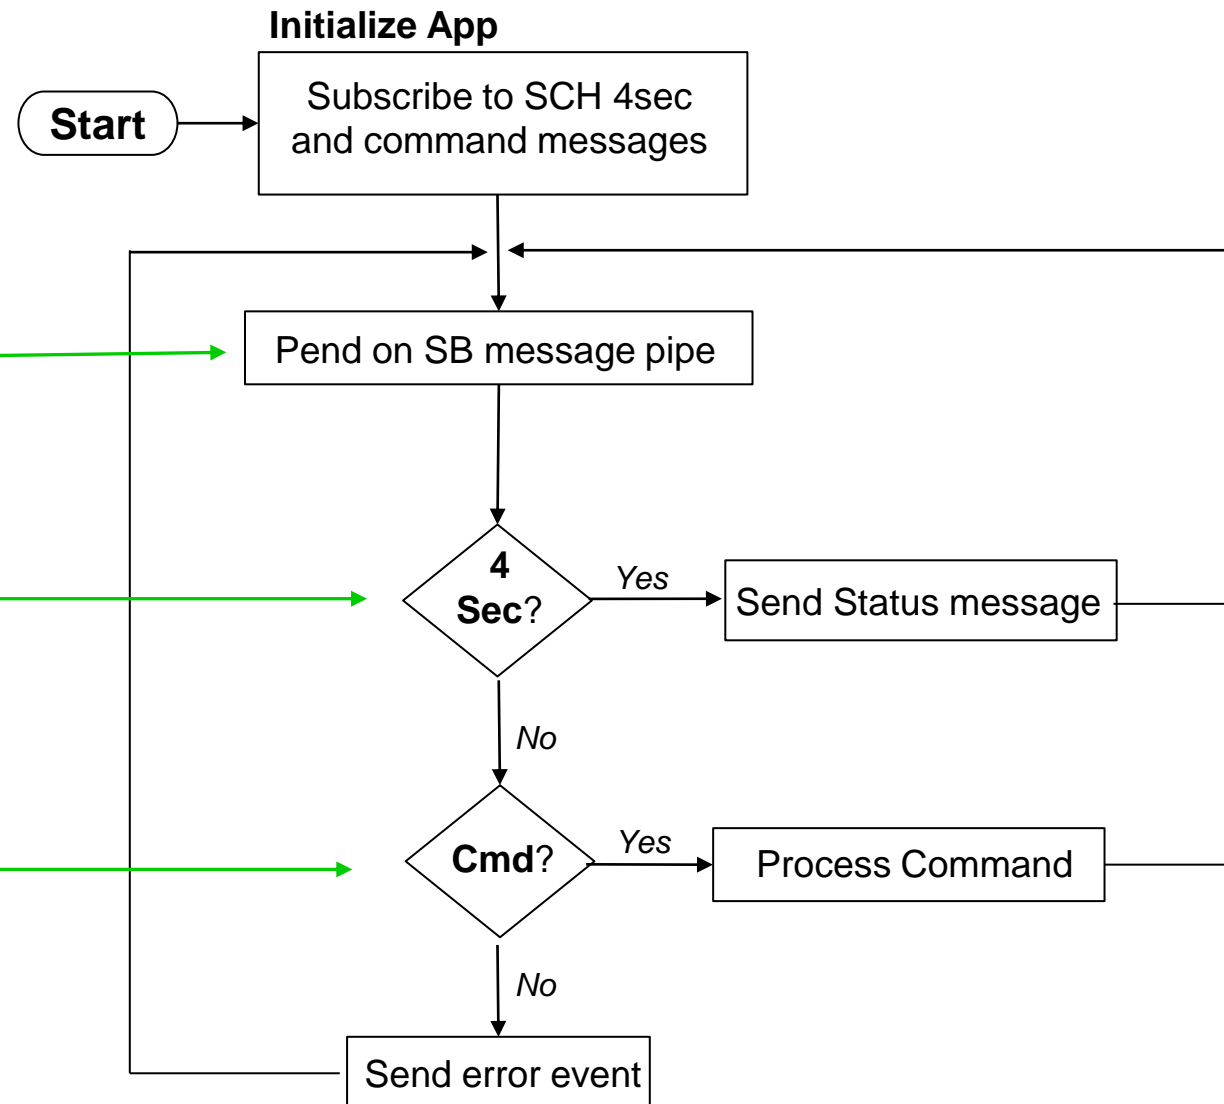 Initialize App
Start
Subscribe to SCH 4sec
and command messages
Pend on SB message pipe
4
Sec?
Yes
Send Status message
No
Cmd?
Yes
Process Command
No
Send error event